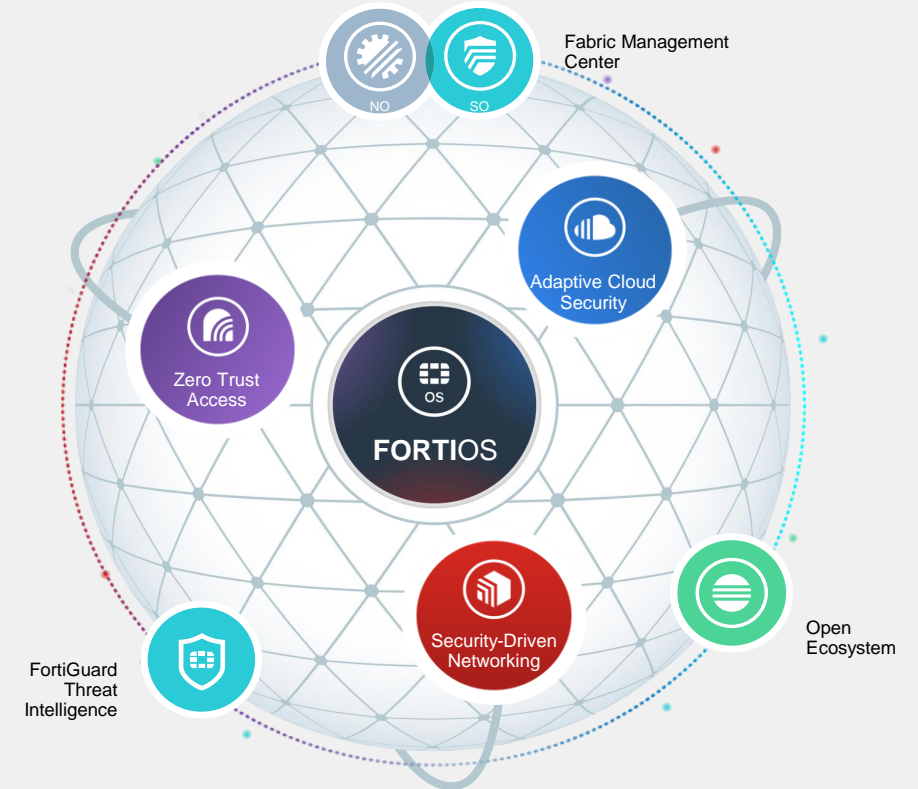 NO
SO
Fabric Management
Center
Adaptive Cloud
Security
Zero Trust
Access
OS
FORTIOS
Security-Driven
Networking
Open
Ecosystem
FortiGuard
Threat
Intelligence